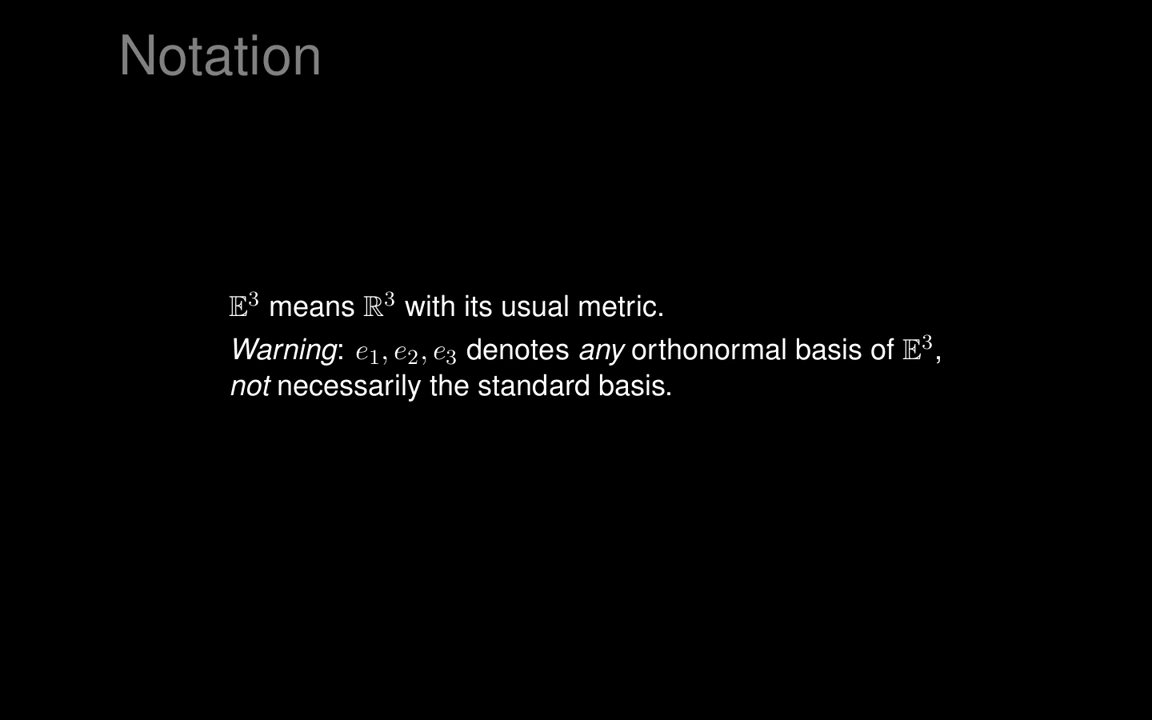 Notation
𝔼³ means ℝ³ with its usual metric.
Warning: e₁, e₂, e₃ denotes any orthonormal basis of 𝔼³,
not necessarily the standard basis.